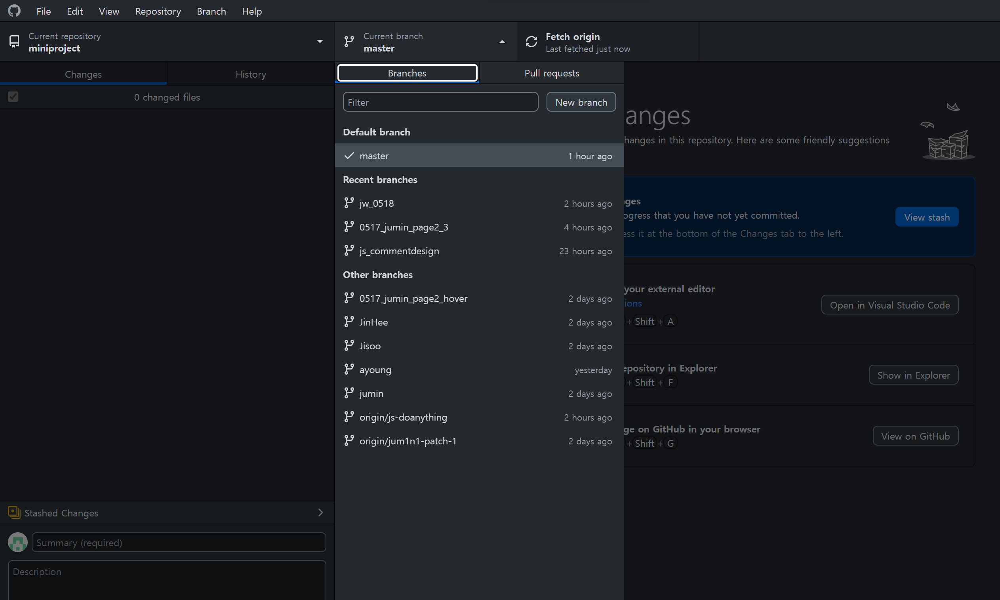 File Edit View Repository Branch Help
Current repository
miniproject
Current branch
master
Fetch origin
Last fetched just now
Changes
History
0 changed files
Branches
Pull requests
Filter
New branch
Default branch
master 1 hour ago
Recent branches
jw_0518 2 hours ago
0517_jumin_page2_3 4 hours ago
js_commentdesign 23 hours ago
Other branches
0517_jumin_page2_hover 2 days ago
JinHee 2 days ago
Jisoo 2 days ago
ayoung yesterday
jumin 2 days ago
origin/js-doanything 2 hours ago
origin/jum1n1-patch-1 2 days ago
anges
hanges in this repository. Here are some friendly suggestions
ges
ogress that you have not yet committed.
ess it at the bottom of the Changes tab to the left.
View stash
your external editor
ions
+ Shift + A
Open in Visual Studio Code
epository in Explorer
+ Shift + F
Show in Explorer
ge on GitHub in your browser
+ Shift + G
View on GitHub
Stashed Changes
Summary (required)
Description